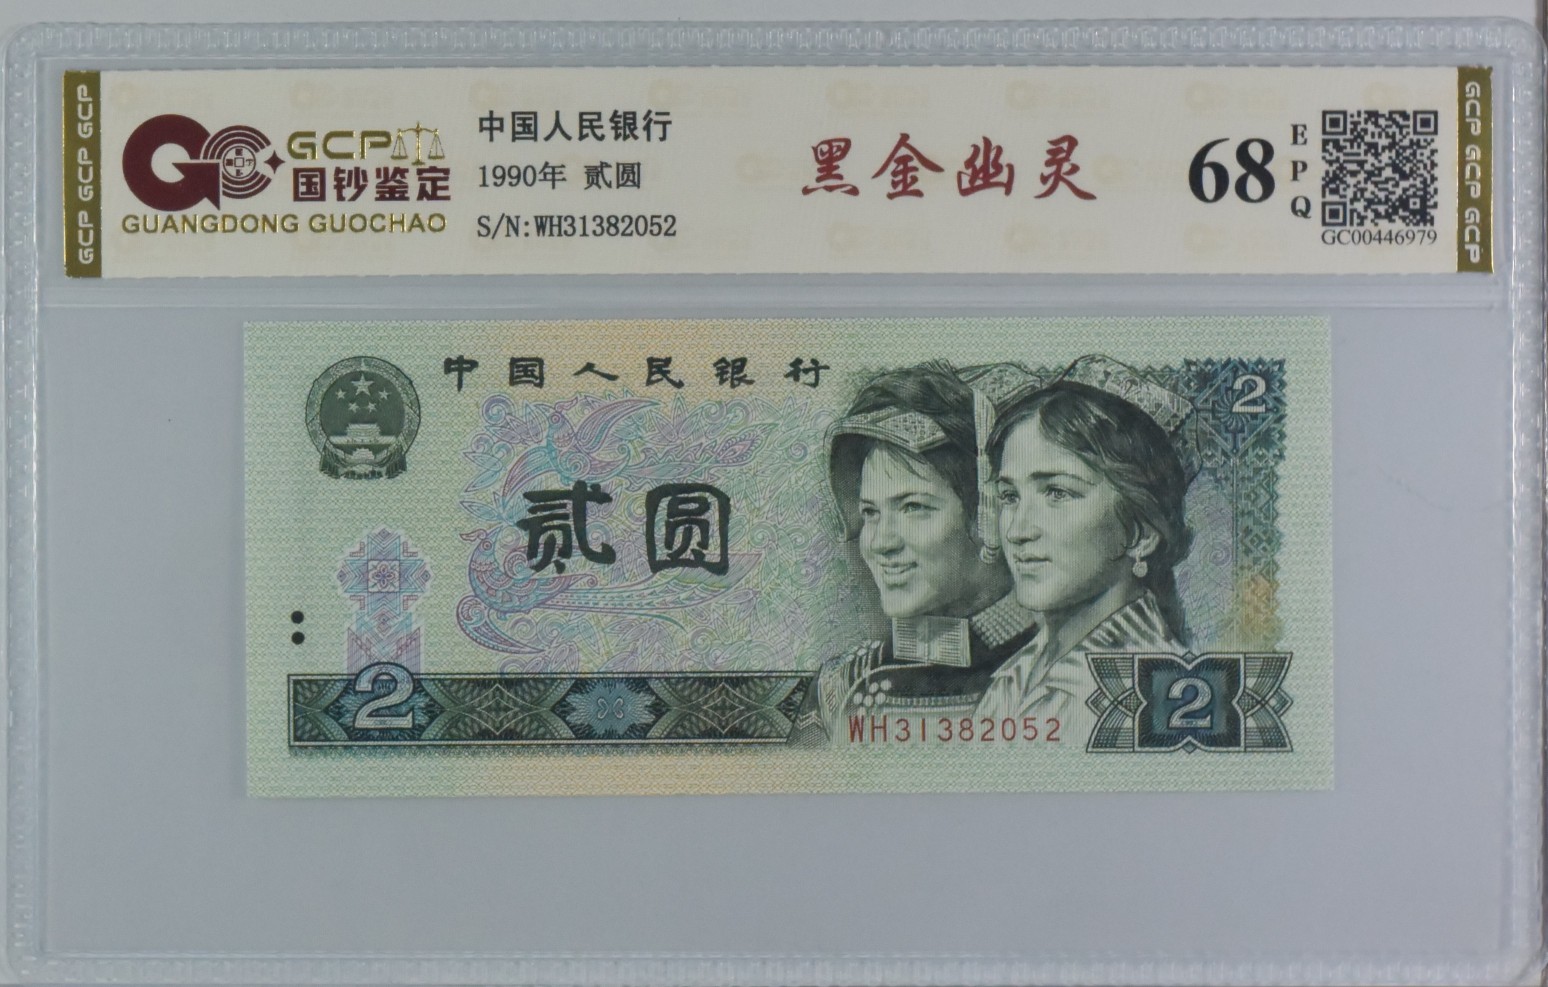 GCP
国钞鉴定
GUANGDONG GUOCHAO
中国人民银行
1990年 贰圆
S/N:WH31382052
黑金幽灵
68
EPQ
GC00446979
GCP GCP GCP
GCP GCP GCP
中国人民银行
2
贰圆
2
WH31382052
2